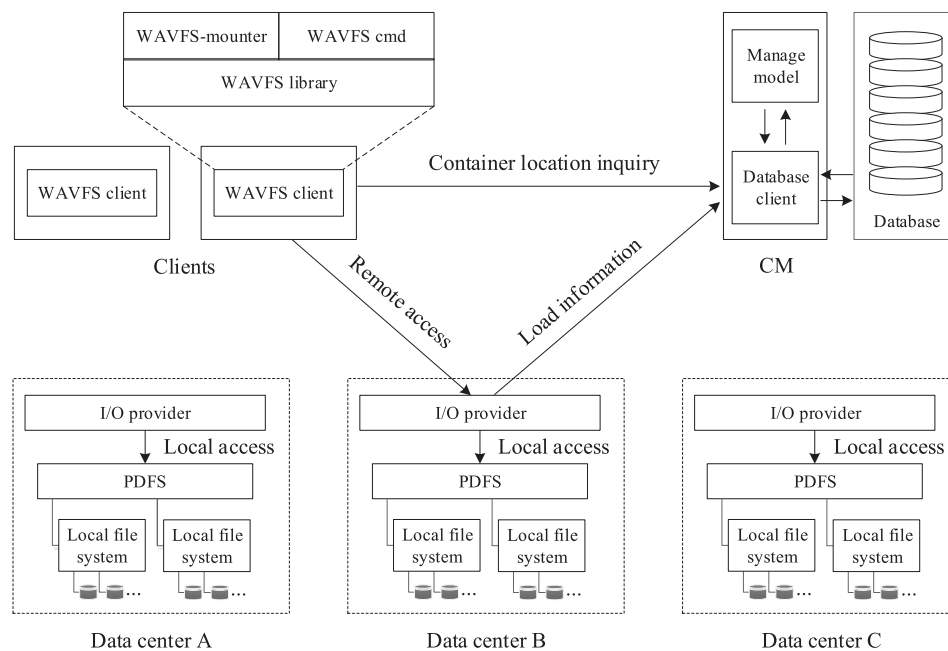 WAVFS-mounter
WAVFS cmd
WAVFS library
WAVFS client
WAVFS client
Clients
Container location inquiry
Manage
model
Database
client
CM
Database
Remote access
Load information
I/O provider
Local access
PDFS
Local file
system
Local file
system
...
...
Data center A
I/O provider
Local access
PDFS
Local file
system
Local file
system
...
...
Data center B
I/O provider
Local access
PDFS
Local file
system
Local file
system
...
...
Data center C